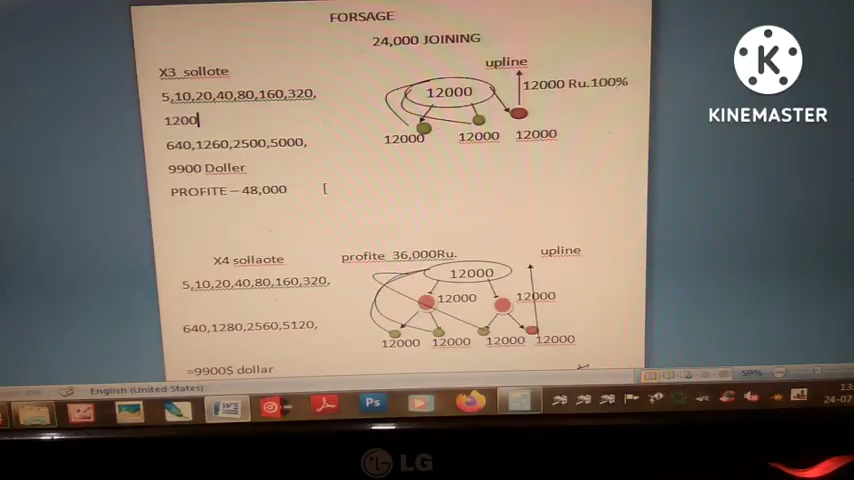 FORSAGE
24,000 JOINING
X3 sollote
5,10,20,40,80,160,320,
1200
640,1260,2500,5000,
9900 Doller
PROFITE – 48,000 [
upline
12000
12000 Ru.100%
12000 12000 12000
X4 sollaote
5,10,20,40,80,160,320,
640,1280,2560,5120,
=9900$ dollar
profite 36,000Ru.
upline
12000
12000 12000
12000 12000 12000 12000
English (United States)
59%
Ps
24-07
LG
K
KINEMASTER